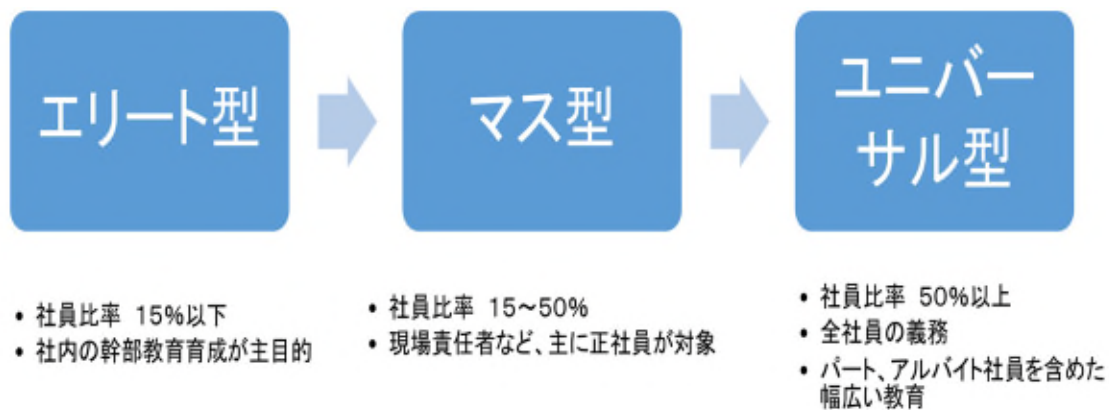 エリート型
マス型
ユニバー
サル型
• 社員比率 15%以下
• 社内の幹部教育育成が主目的
• 社員比率 15～50%
• 現場責任者など、主に正社員が対象
• 社員比率 50%以上
• 全社員の義務
• パート、アルバイト社員を含めた
幅広い教育